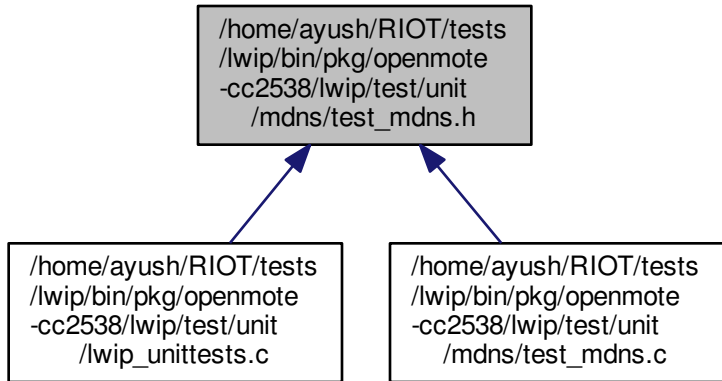 /home/ayush/RIOT/tests
/lwip/bin/pkg/openmote
-cc2538/lwip/test/unit
/mdns/test_mdns.h
/home/ayush/RIOT/tests
/lwip/bin/pkg/openmote
-cc2538/lwip/test/unit
/lwip_unittests.c
/home/ayush/RIOT/tests
/lwip/bin/pkg/openmote
-cc2538/lwip/test/unit
/mdns/test_mdns.c